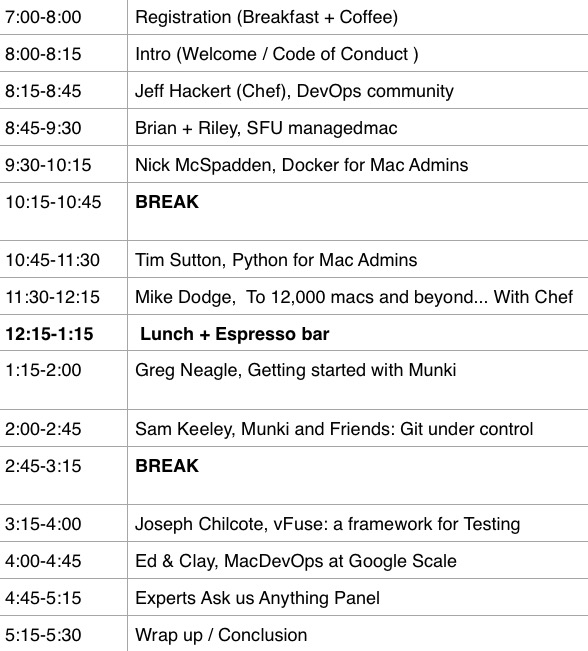 7:00-8:00 Registration (Breakfast + Coffee)
8:00-8:15 Intro (Welcome / Code of Conduct )
8:15-8:45 Jeff Hackert (Chef), DevOps community
8:45-9:30 Brian + Riley, SFU managedmac
9:30-10:15 Nick McSpadden, Docker for Mac Admins
10:15-10:45 BREAK
10:45-11:30 Tim Sutton, Python for Mac Admins
11:30-12:15 Mike Dodge,  To 12,000 macs and beyond... With Chef
12:15-1:15 Lunch + Espresso bar
1:15-2:00 Greg Neagle, Getting started with Munki
2:00-2:45 Sam Keeley, Munki and Friends: Git under control
2:45-3:15 BREAK
3:15-4:00 Joseph Chilcote, vFuse: a framework for Testing
4:00-4:45 Ed & Clay, MacDevOps at Google Scale
4:45-5:15 Experts Ask us Anything Panel
5:15-5:30 Wrap up / Conclusion